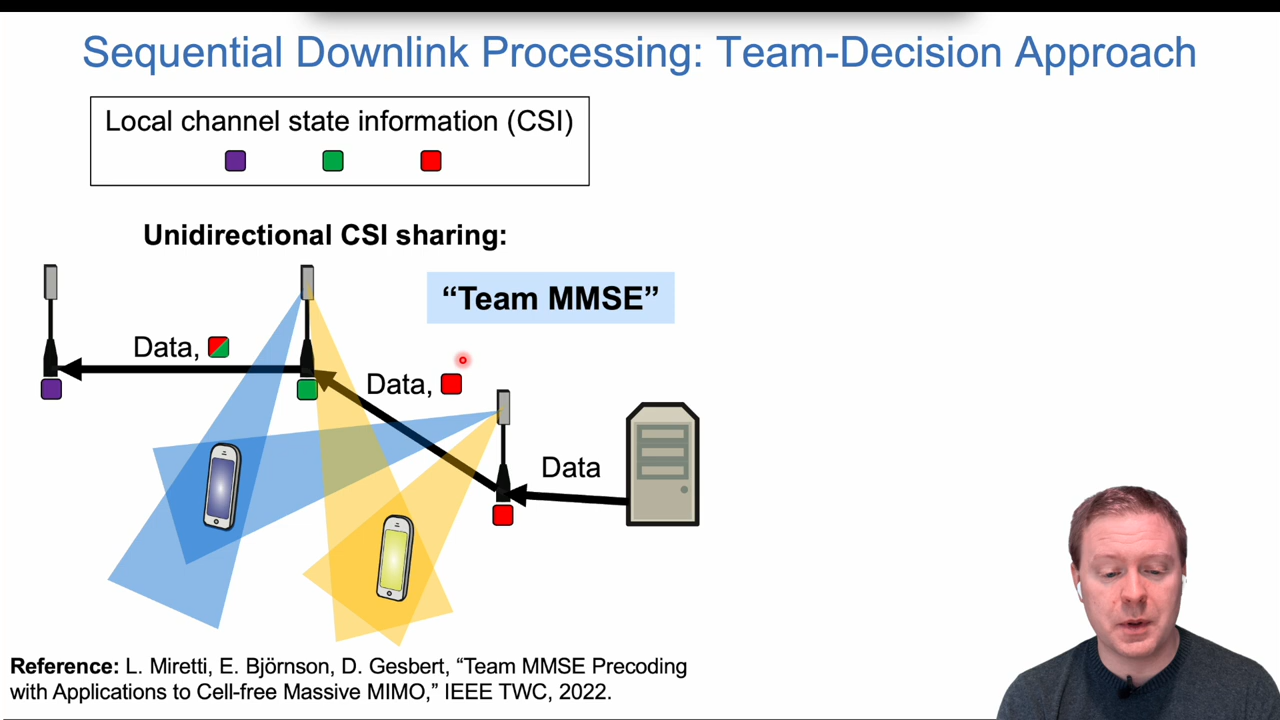 Sequential Downlink Processing: Team-Decision Approach
Local channel state information (CSI)
Unidirectional CSI sharing:
“Team MMSE”
Data,
Data,
Data
Reference: L. Miretti, E. Björnson, D. Gesbert, “Team MMSE Precoding
with Applications to Cell-free Massive MIMO,” IEEE TWC, 2022.